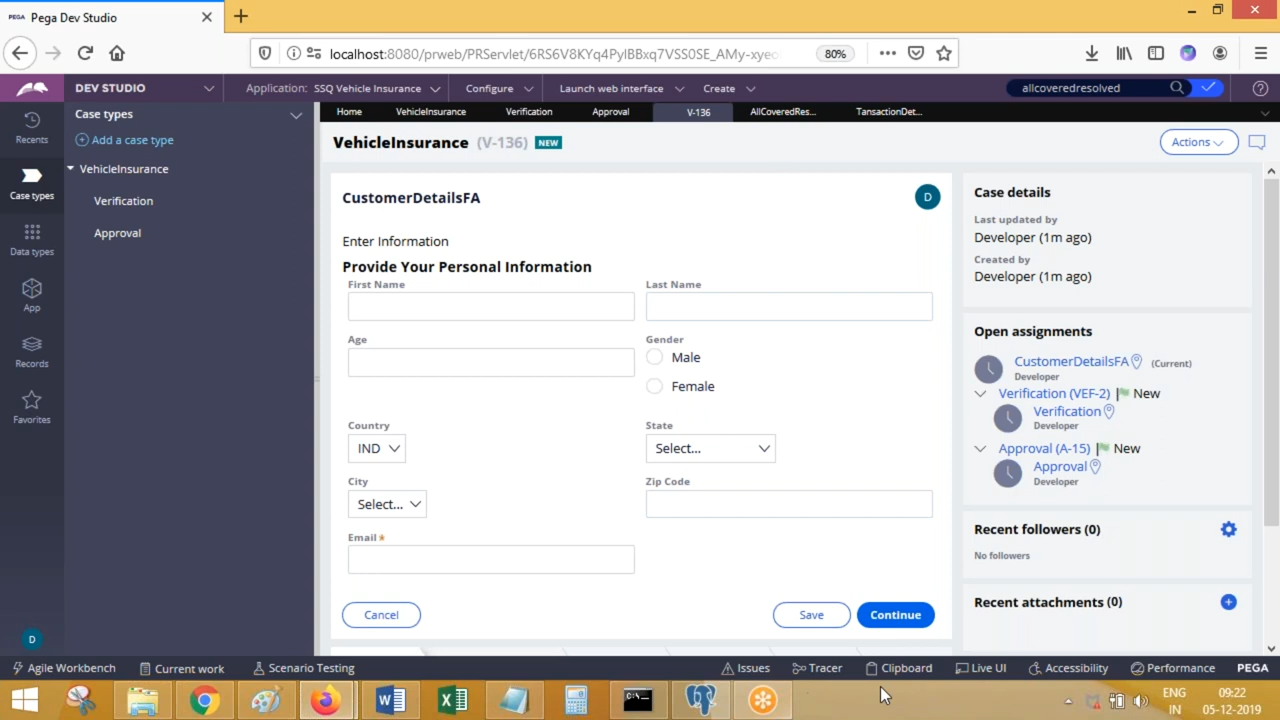 PEGA Pega Dev Studio
localhost:8080/prweb/PRServlet/6RS6V8KYq4PylBBxq7VSS0SE_AMy-xyeo
80%
DEV STUDIO
Application: SSQ Vehicle Insurance
Configure
Launch web interface
Create
allcoveredresolved
Recents
Case types
Data types
App
Records
Favorites
D
Case types
Add a case type
VehicleInsurance
Verification
Approval
Home VehicleInsurance Verification Approval V-136 AllCoveredRes... TansactionDet...
VehicleInsurance (V-136) NEW
Actions
CustomerDetailsFA
D
Enter Information
Provide Your Personal Information
First Name
Last Name
Age
Gender
Male
Female
Country
State
IND
Select...
City
Zip Code
Select...
Email *
Cancel
Save
Continue
Case details
Last updated by
Developer (1m ago)
Created by
Developer (1m ago)
Open assignments
CustomerDetailsFA (Current)
Developer
Verification (VEF-2) New
Verification
Developer
Approval (A-15) New
Approval
Developer
Recent followers (0)
No followers
Recent attachments (0)
Agile Workbench Current work Scenario Testing Issues Tracer Clipboard Live UI Accessibility Performance PEGA
ENG
IN
09:22
05-12-2019